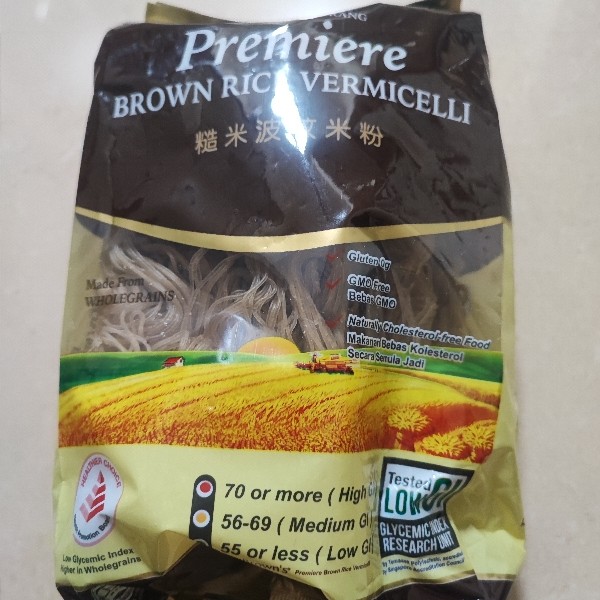 Premiere
BROWN RICE VERMICELLI
糙米波纹米粉
Made From
WHOLEGRAINS
Gluten 0g
GMO Free
Bebas GMO
Naturally Cholesterol-free Food
Makanan Bebas Kolesterol
Secara Semula Jadi
HEALTHIER CHOICE
Low Glycemic Index
Higher in Wholegrains
70 or more ( High
56-69 ( Medium GI
55 or less ( Low GI
Premiere Brown Rice Vermicelli
Tested
LOW GI
GLYCEMIC INDEX
RESEARCH UNIT